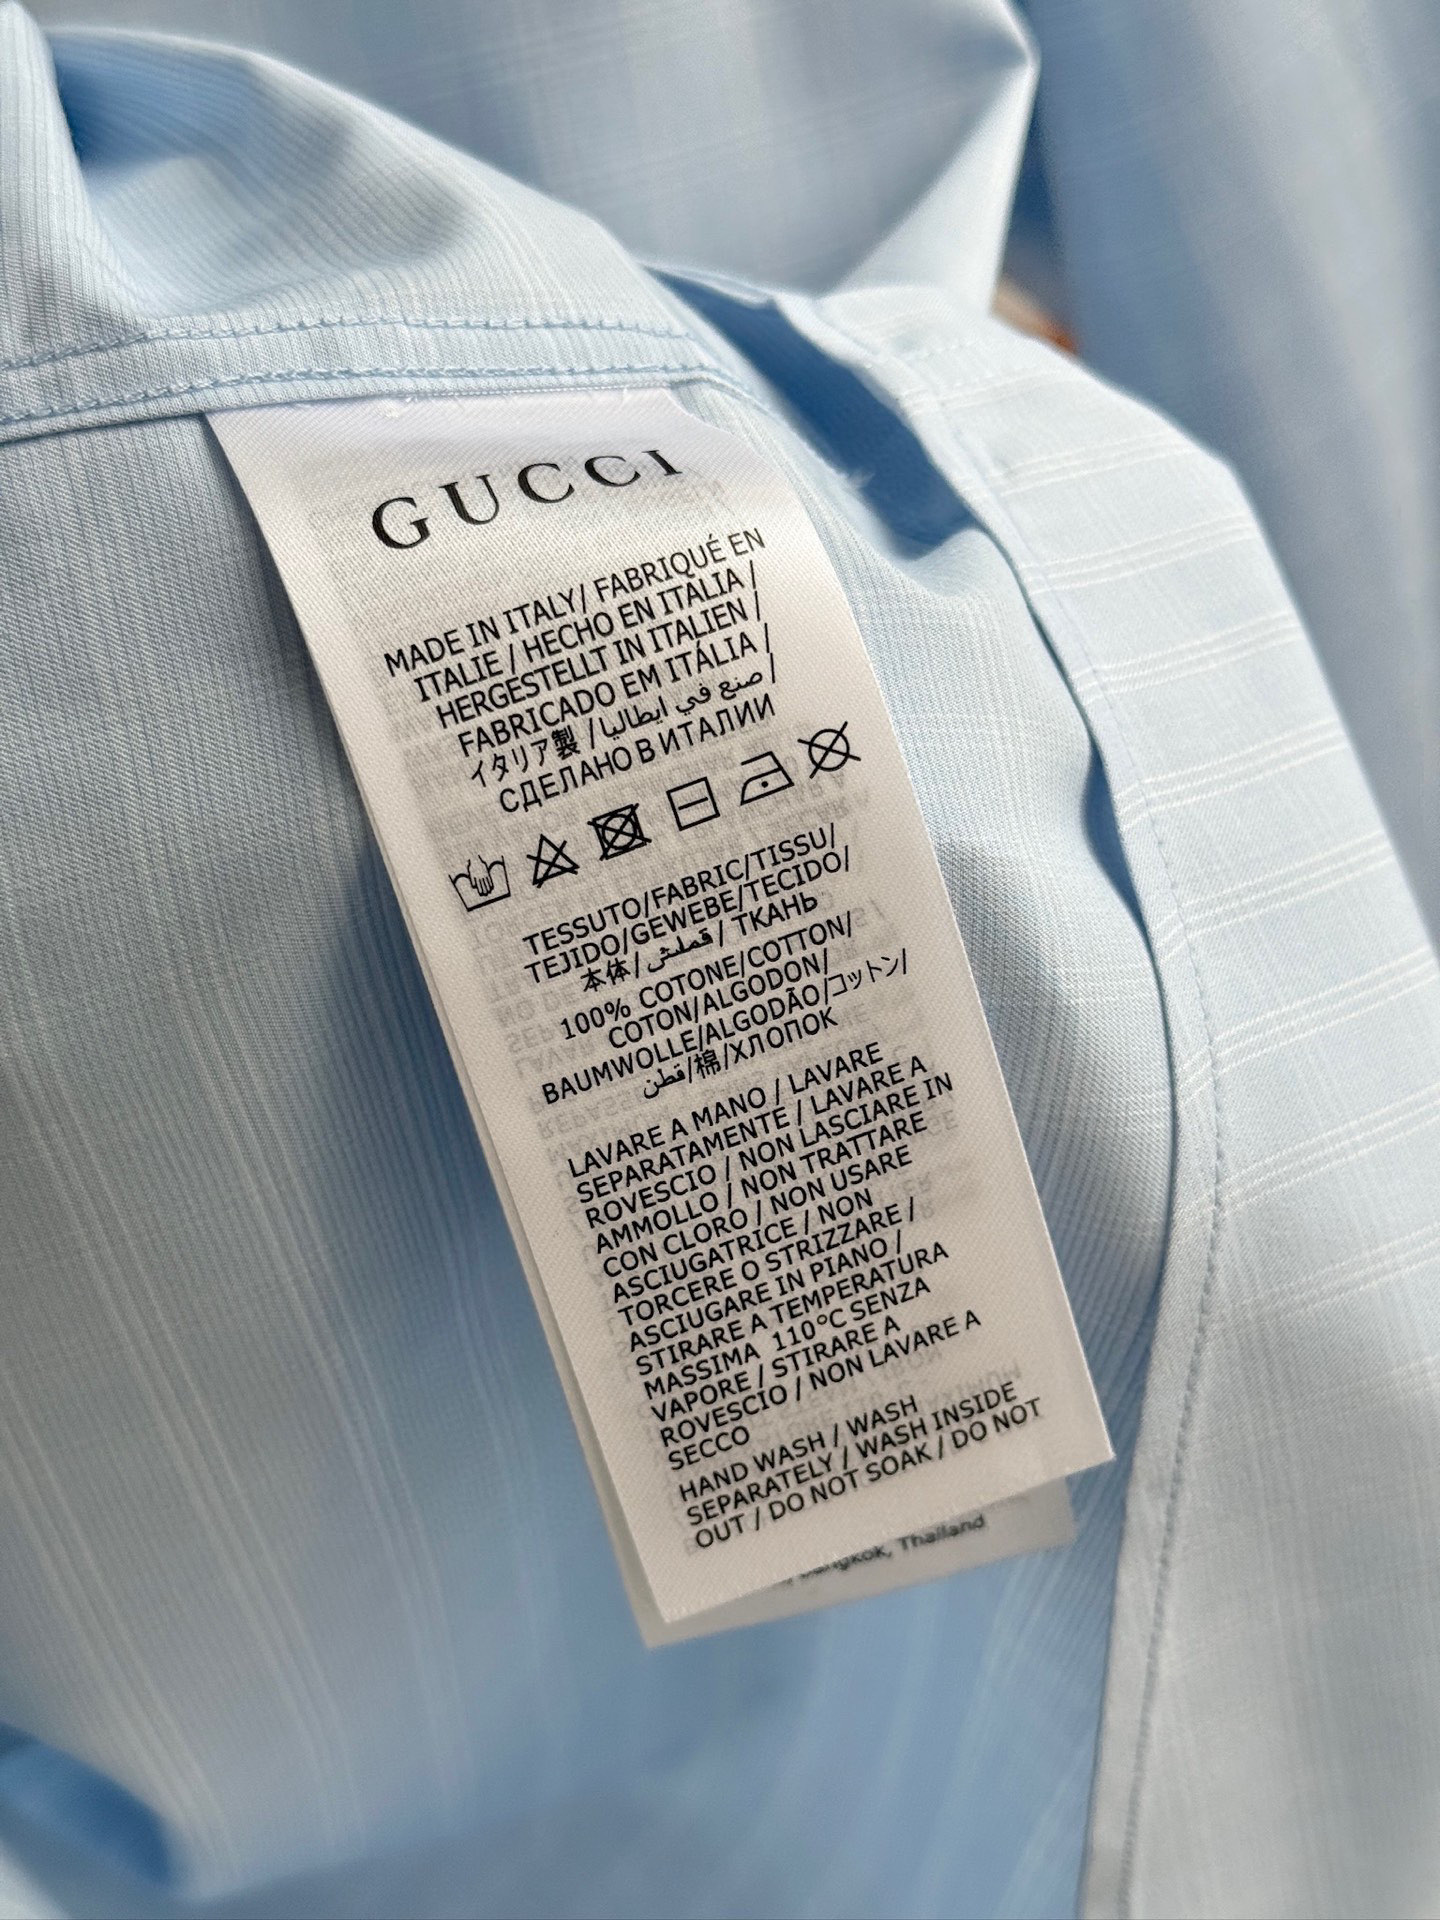 GUCCI
MADE IN ITALY/ FABRIQUÉ EN
ITALIE / HECHO EN ITALIA /
HERGESTELLT IN ITALIEN /
FABRICADO EM ITÁLIA /
イタリア製 / صنع في ايطاليا /
СДЕЛАНО В ИТАЛИИ
TESSUTO/FABRIC/TISSU/
TEJIDO/GEWEBE/TECIDO/
本体/ قملش / ТКАНЬ
100% COTONE/COTTON/
COTON/ALGODON/
BAUMWOLLE/ALGODÃO/コットン/
قطن/棉/ХЛОПОК
LAVARE A MANO / LAVARE
SEPARATAMENTE / LAVARE A
ROVESCIO / NON LASCIARE IN
AMMOLLO / NON TRATTARE
CON CLORO / NON USARE
ASCIUGATRICE / NON
TORCERE O STRIZZARE /
ASCIUGARE IN PIANO /
STIRARE A TEMPERATURA
MASSIMA 110°C SENZA
VAPORE / STIRARE A
ROVESCIO / NON LAVARE A
SECCO
HAND WASH / WASH
SEPARATELY / WASH INSIDE
OUT / DO NOT SOAK / DO NOT
Bangkok, Thailand